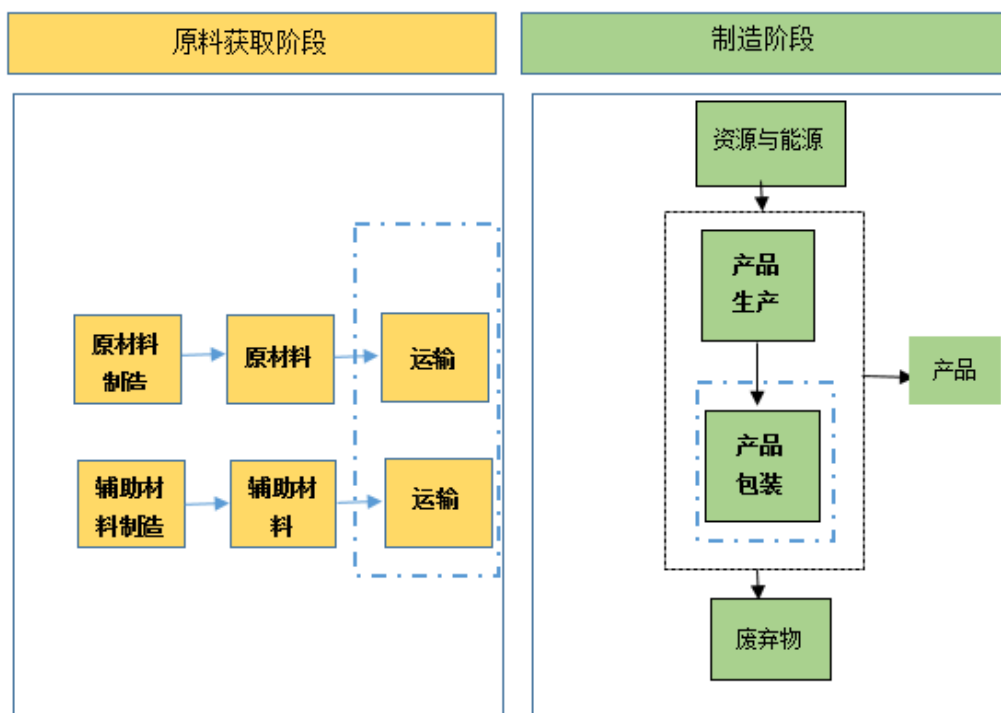 原料获取阶段
制造阶段
资源与能源
产品
生产
原材料
制造
原材料
运输
产品
产品
包装
辅助材
料制造
辅助材
料
运输
废弃物